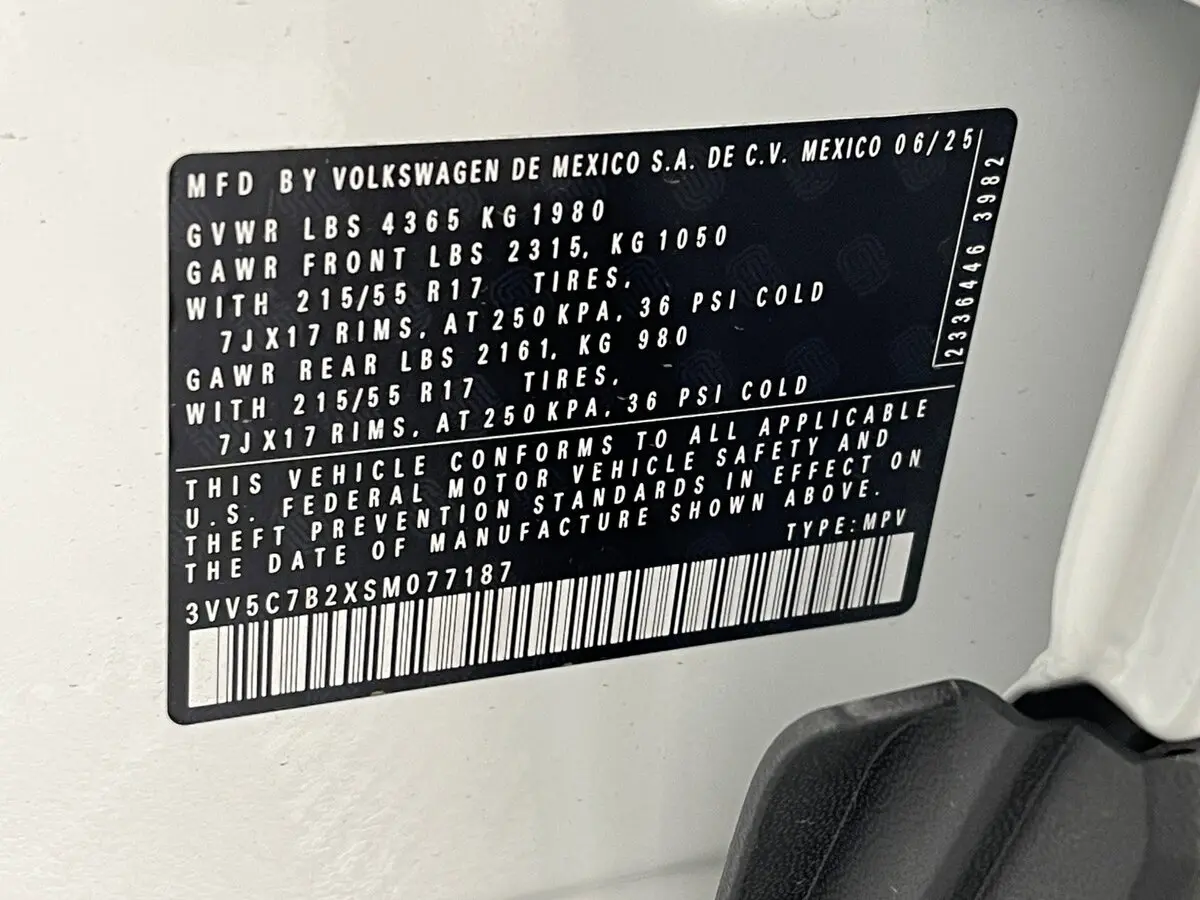 MFD BY VOLKSWAGEN DE MEXICO S.A. DE C.V. MEXICO 06/25
GVWR LBS 4365 KG 1980
GAWR FRONT LBS 2315, KG 1050
WITH 215/55 R17 TIRES,
7JX17 RIMS, AT 250 KPA, 36 PSI COLD
GAWR REAR LBS 2161, KG 980
WITH 215/55 R17 TIRES,
7JX17 RIMS, AT 250 KPA, 36 PSI COLD
2336446 3982
THIS VEHICLE CONFORMS TO ALL APPLICABLE
U.S. FEDERAL MOTOR VEHICLE SAFETY AND
THEFT PREVENTION STANDARDS IN EFFECT ON
THE DATE OF MANUFACTURE SHOWN ABOVE.
TYPE: MPV
3VV5C7B2XSM077187